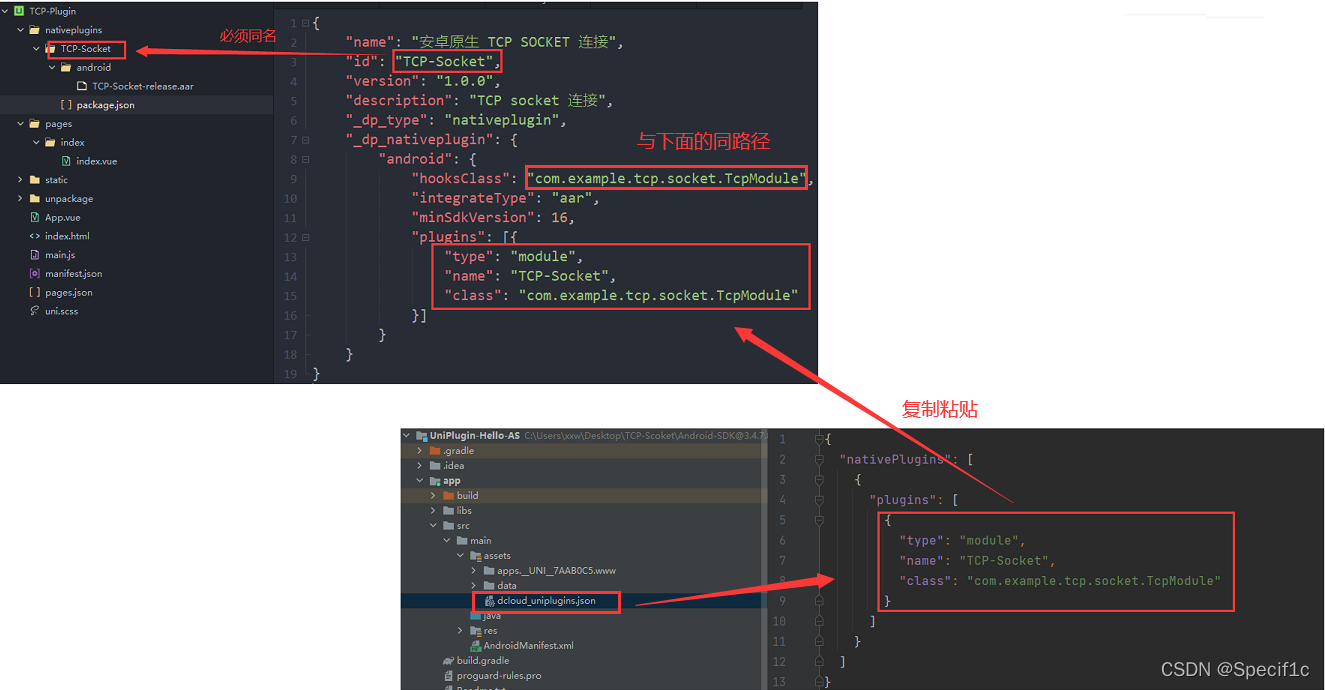 TCP-Plugin
nativeplugins
TCP-Socket
android
TCP-Socket-release.aar
package.json
pages
index
index.vue
static
unpackage
App.vue
index.html
main.js
manifest.json
pages.json
uni.scss
必须同名
1 {
2 "name": "安卓原生 TCP SOCKET 连接",
3 "id": "TCP-Socket",
4 "version": "1.0.0",
5 "description": "TCP socket 连接",
6 "_dp_type": "nativeplugin",
7 "_dp_nativeplugin": {
与下面的同路径
8 "android": {
9 "hooksClass": "com.example.tcp.socket.TcpModule",
10 "integrateType": "aar",
11 "minSdkVersion": 16,
12 "plugins": [{
13 "type": "module",
14 "name": "TCP-Socket",
15 "class": "com.example.tcp.socket.TcpModule"
16 }]
17 }
18 }
19 }
复制粘贴
UniPlugin-Hello-AS C:\Users\xxw\Desktop\TCP-Scoket\Android-SDK@3.4.7.
.gradle
.idea
app
build
libs
src
main
assets
apps.__UNI__7AAB0C5.www
data
dcloud_uniplugins.json
java
res
AndroidManifest.xml
build.gradle
proguard-rules.pro
1 {
2 "nativePlugins": [
3 {
4 "plugins": [
5 {
6 "type": "module",
7 "name": "TCP-Socket",
8 "class": "com.example.tcp.socket.TcpModule"
9 }
10 ]
11 }
12 ]
13 }
CSDN @Specif1c